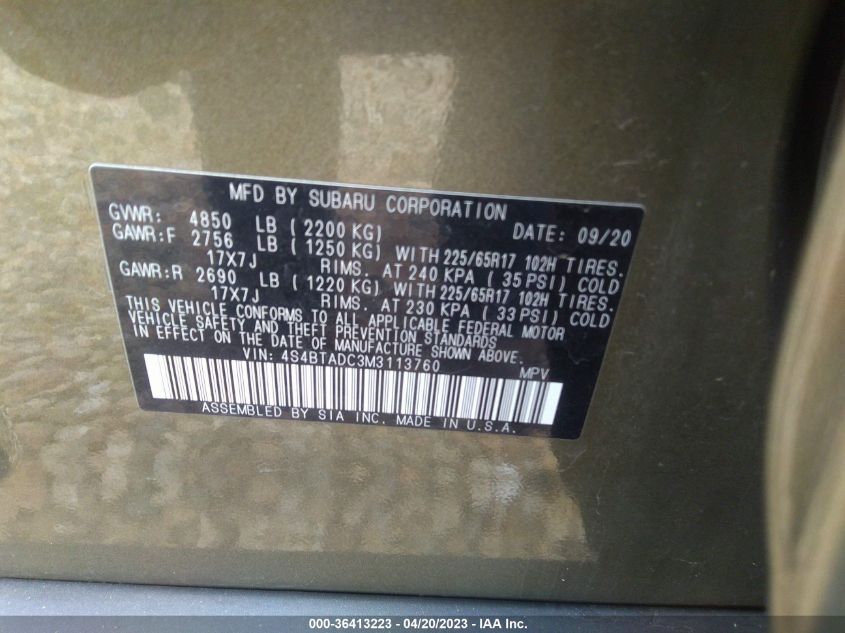 MFD BY SUBARU CORPORATION
GVWR: 4850 LB ( 2200 KG) DATE: 09/20
GAWR:F 2756 LB ( 1250 KG) WITH 225/65R17 102H TIRES.
17X7J RIMS. AT 240 KPA ( 35 PSI) COLD
GAWR:R 2690 LB ( 1220 KG) WITH 225/65R17 102H TIRES.
17X7J RIMS. AT 230 KPA ( 33 PSI) COLD
THIS VEHICLE CONFORMS TO ALL APPLICABLE FEDERAL MOTOR
VEHICLE SAFETY AND THEFT PREVENTION STANDARDS
IN EFFECT ON THE DATE OF MANUFACTURE SHOWN ABOVE.
VIN: 4S4BTADC3M3113760 MPV
ASSEMBLED BY SIA INC. MADE IN U.S.A.
000-36413223 - 04/20/2023 - IAA Inc.